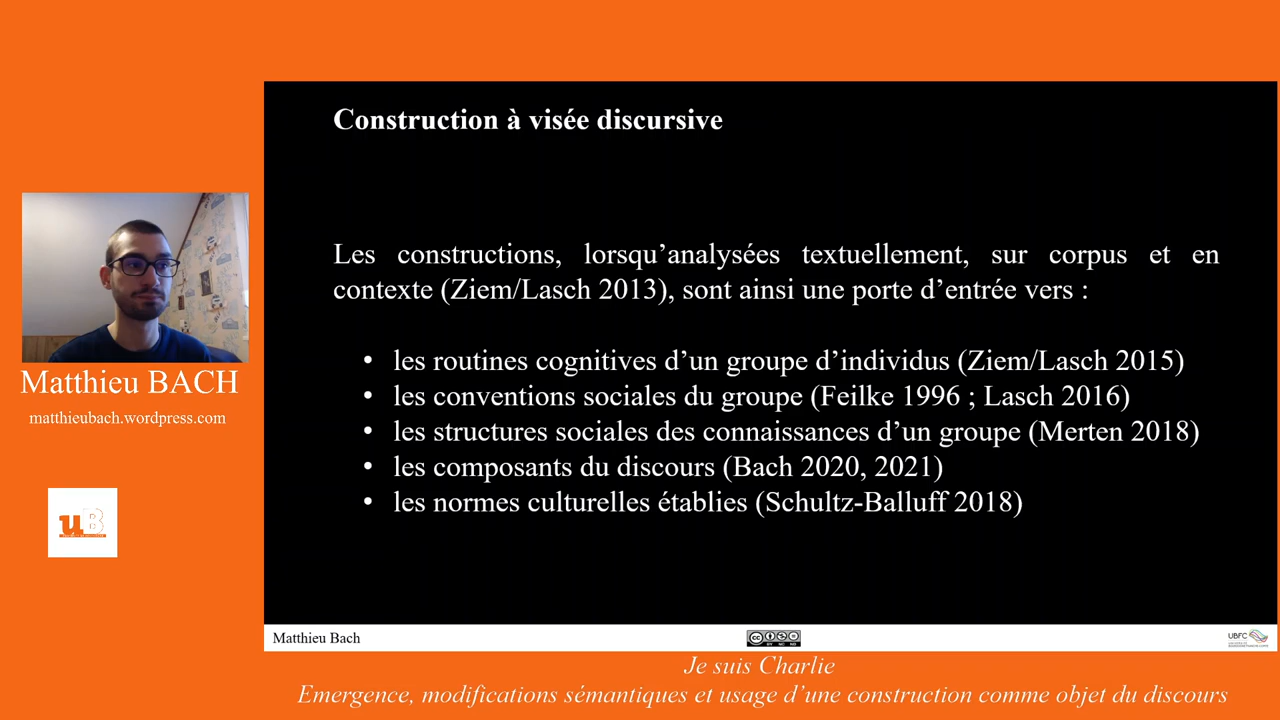 Construction à visée discursive
Les constructions, lorsqu’analysées textuellement, sur corpus et en
contexte (Ziem/Lasch 2013), sont ainsi une porte d’entrée vers :
• les routines cognitives d’un groupe d’individus (Ziem/Lasch 2015)
• les conventions sociales du groupe (Feilke 1996 ; Lasch 2016)
• les structures sociales des connaissances d’un groupe (Merten 2018)
• les composants du discours (Bach 2020, 2021)
• les normes culturelles établies (Schultz-Balluff 2018)
Matthieu BACH
matthieubach.wordpress.com
uB
Matthieu Bach
cc
BY NC ND
UBFC
Je suis Charlie
Emergence, modifications sémantiques et usage d’une construction comme objet du discours